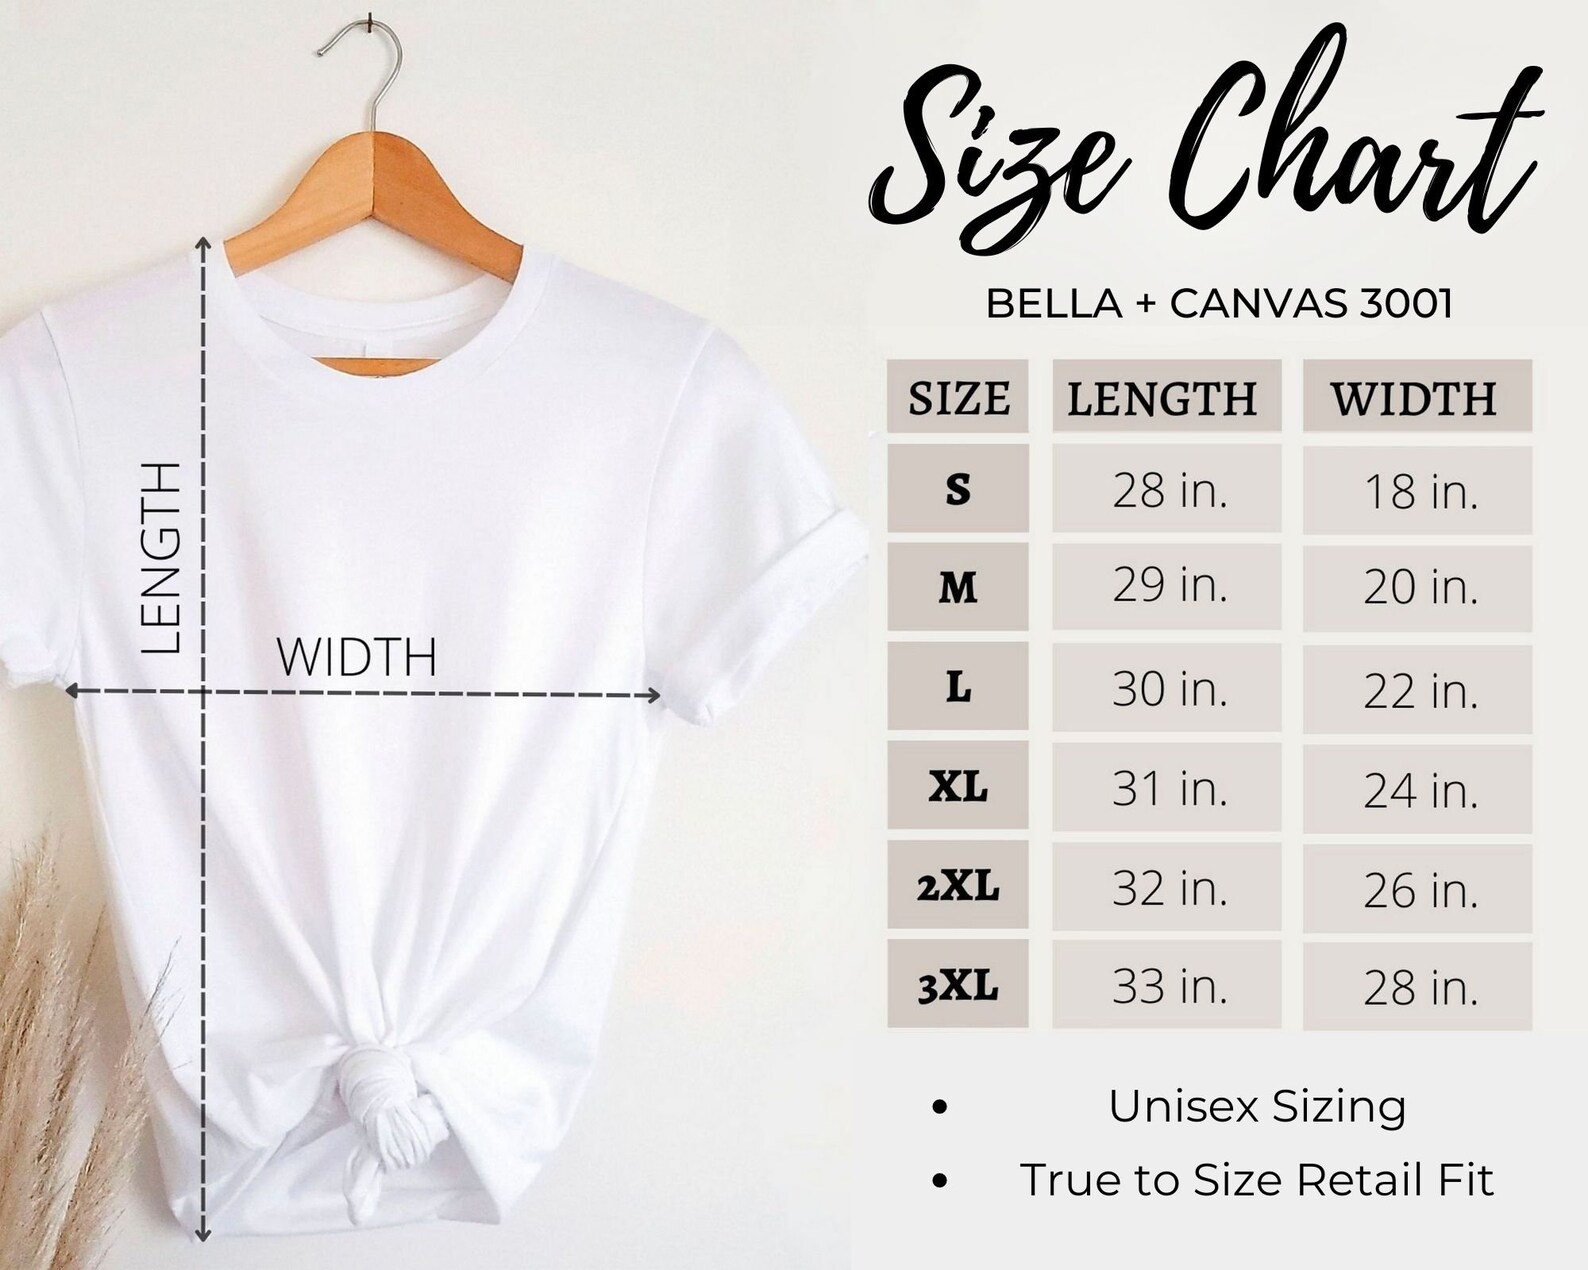 Size Chart
BELLA + CANVAS 3001
SIZE LENGTH WIDTH
S 28 in. 18 in.
M 29 in. 20 in.
L 30 in. 22 in.
XL 31 in. 24 in.
2XL 32 in. 26 in.
3XL 33 in. 28 in.
• Unisex Sizing
• True to Size Retail Fit
LENGTH
WIDTH